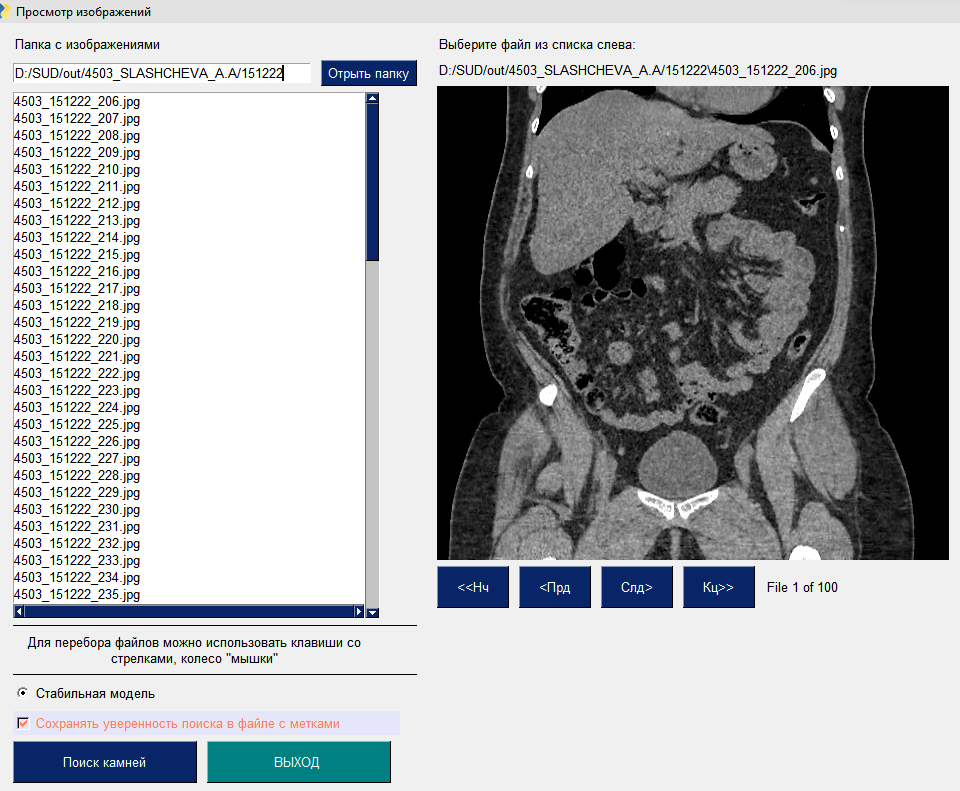 Просмотр изображений
Папка с изображениями
D:/SUD/out/4503_SLASHCHEVA_A.A/151222
Отрыть папку
4503_151222_206.jpg
4503_151222_207.jpg
4503_151222_208.jpg
4503_151222_209.jpg
4503_151222_210.jpg
4503_151222_211.jpg
4503_151222_212.jpg
4503_151222_213.jpg
4503_151222_214.jpg
4503_151222_215.jpg
4503_151222_216.jpg
4503_151222_217.jpg
4503_151222_218.jpg
4503_151222_219.jpg
4503_151222_220.jpg
4503_151222_221.jpg
4503_151222_222.jpg
4503_151222_223.jpg
4503_151222_224.jpg
4503_151222_225.jpg
4503_151222_226.jpg
4503_151222_227.jpg
4503_151222_228.jpg
4503_151222_229.jpg
4503_151222_230.jpg
4503_151222_231.jpg
4503_151222_232.jpg
4503_151222_233.jpg
4503_151222_234.jpg
4503_151222_235.jpg
Для перебора файлов можно использовать клавиши со
стрелками, колесо "мышки"
Стабильная модель
Сохранять уверенность поиска в файле с метками
Поиск камней
ВЫХОД
Выберите файл из списка слева:
D:/SUD/out/4503_SLASHCHEVA_A.A/151222\4503_151222_206.jpg
<<Нч
<Прд
Слд>
Кц>>
File 1 of 100